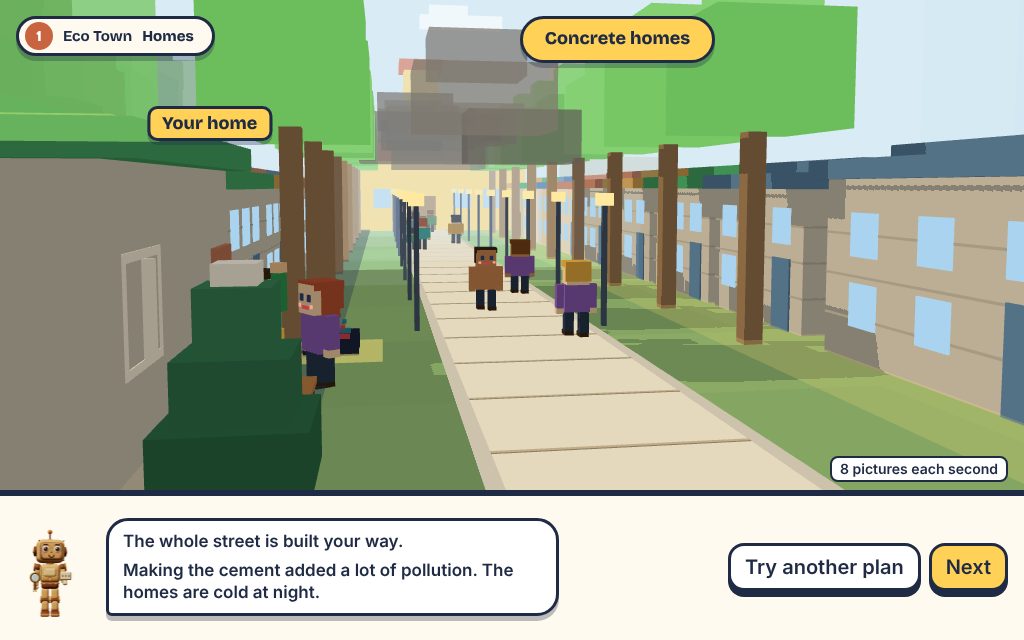 1 Eco Town Homes
Concrete homes
Your home
8 pictures each second
The whole street is built your way.
Making the cement added a lot of pollution. The
homes are cold at night.
Try another plan
Next